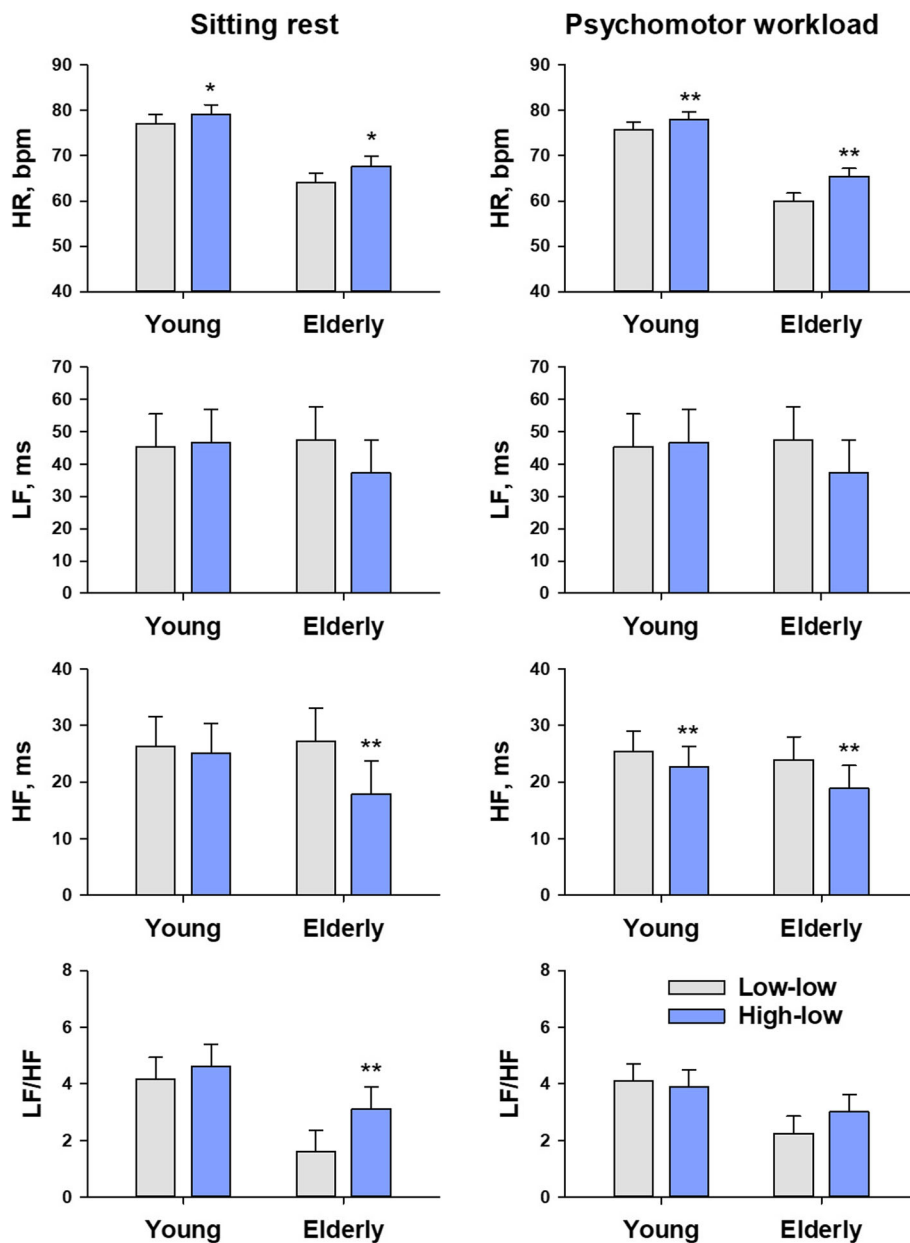 Sitting rest
Psychomotor workload
HR, bpm
90
80
70
60
50
40
*
*
Young
Elderly
HR, bpm
90
80
70
60
50
40
**
**
Young
Elderly
LF, ms
70
60
50
40
30
20
10
0
Young
Elderly
LF, ms
70
60
50
40
30
20
10
0
Young
Elderly
HF, ms
40
30
20
10
0
**
Young
Elderly
HF, ms
40
30
20
10
0
**
**
Young
Elderly
LF/HF
8
6
4
2
0
**
Young
Elderly
LF/HF
8
6
4
2
0
Low-low
High-low
Young
Elderly